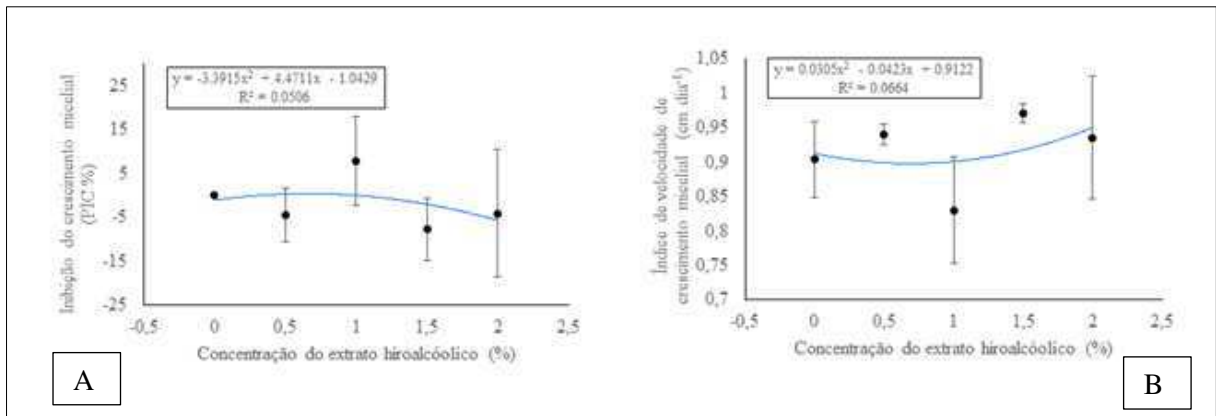 y = -3.3915x² + 4.4711x - 1.0429
R² = 0.0506
25
15
5
-5
-15
-25
-0,5 0 0,5 1 1,5 2 2,5
Inibição do crescimento micelial
(PIC %)
Concentração do extrato hiroalcóolico (%)
A
y = 0.0305x² - 0.0423x + 0.9122
R² = 0.0664
1,05
1
0,95
0,9
0,85
0,8
0,75
0,7
-0,5 0 0,5 1 1,5 2 2,5
Índice de velocidade de
crescimento micelial (cm dia⁻¹)
Concentração do extrato hiroalcóolico (%)
B